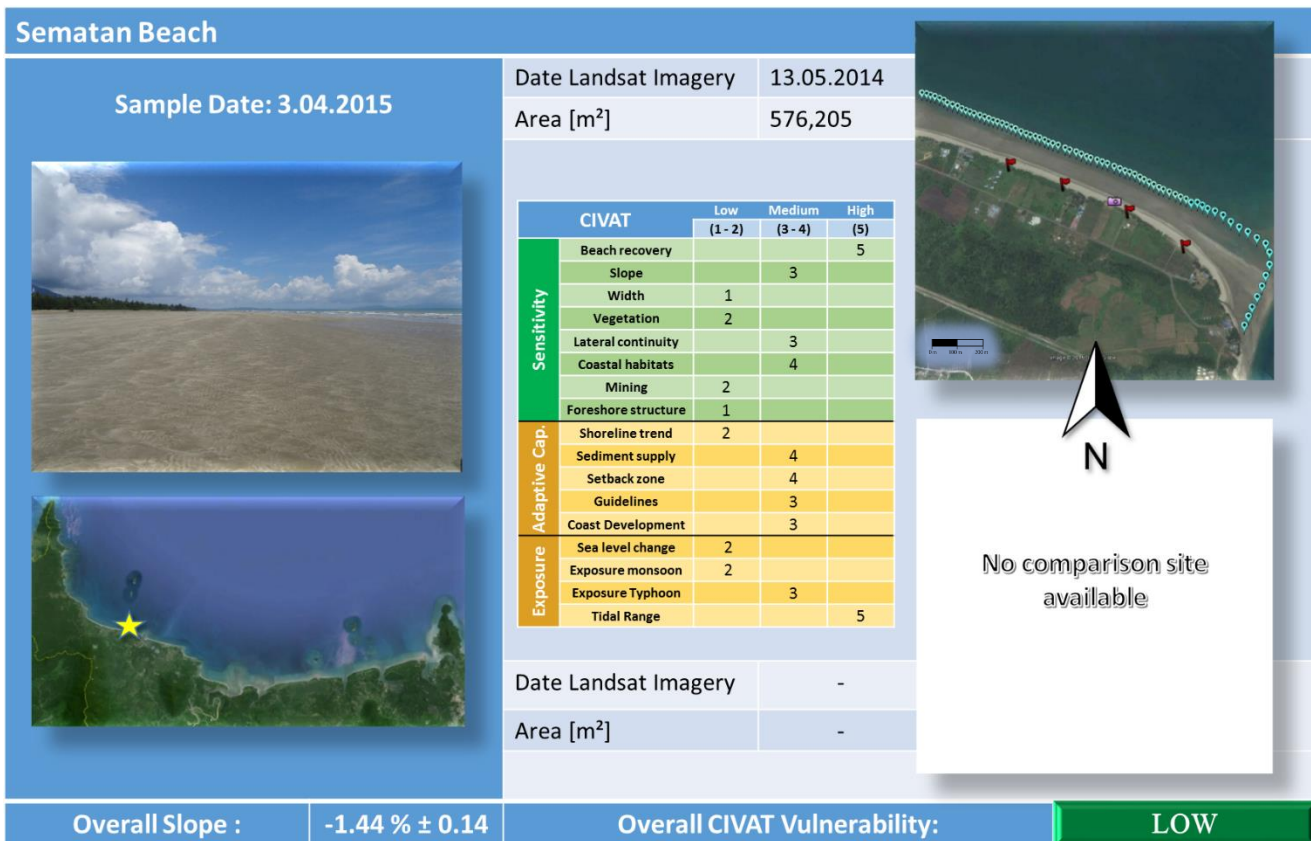 Sematan Beach
Sample Date: 3.04.2015
Date Landsat Imagery 13.05.2014
Area [m²] 576,205
CIVAT Low Medium High
(1 - 2) (3 - 4) (5)
Sensitivity
Beach recovery 5
Slope 3
Width 1
Vegetation 2
Lateral continuity 3
Coastal habitats 4
Mining 2
Foreshore structure 1
Adaptive Cap.
Shoreline trend 2
Sediment supply 4
Setback zone 4
Guidelines 3
Coast Development 3
Exposure
Sea level change 2
Exposure monsoon 2
Exposure Typhoon 3
Tidal Range 5
N
No comparison site
available
Date Landsat Imagery -
Area [m²] -
Overall Slope : -1.44 % ± 0.14 Overall CIVAT Vulnerability: LOW